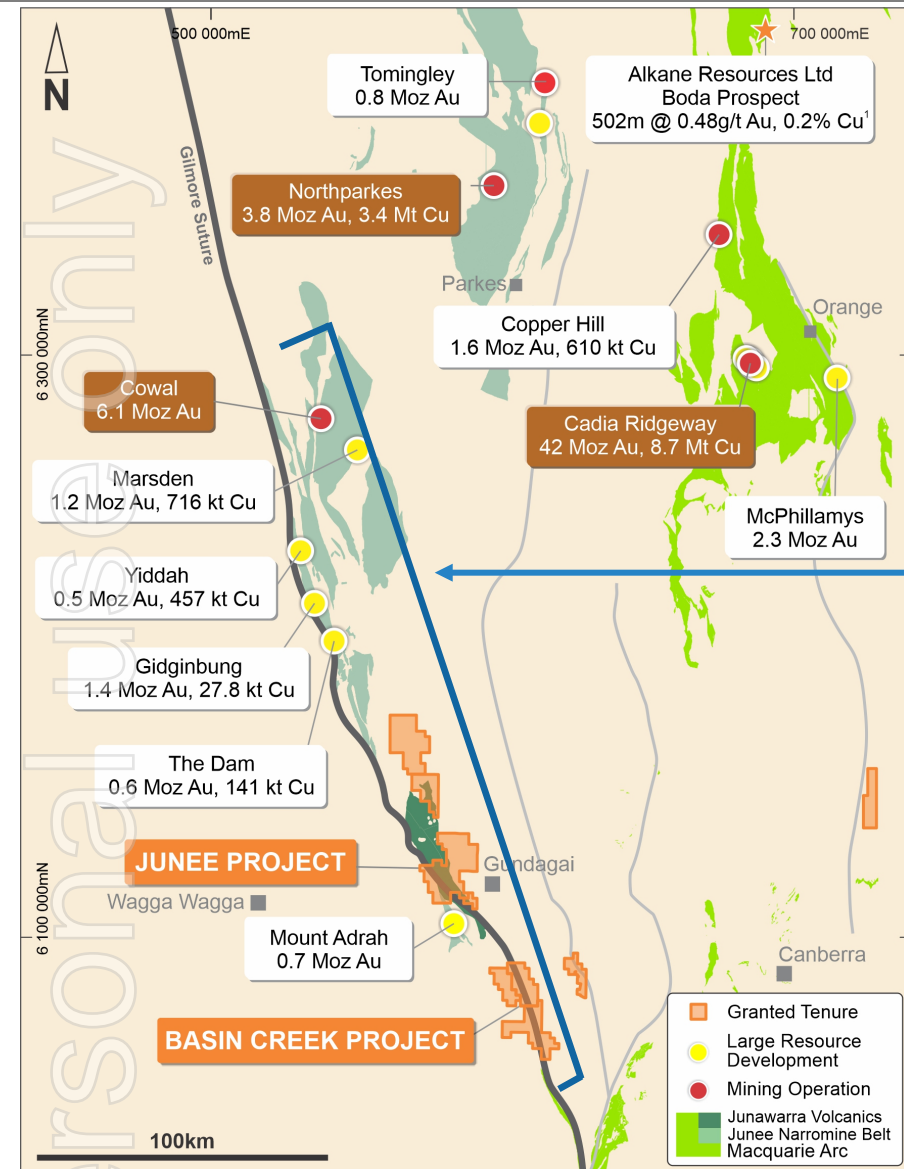 500 000mE
700 000mE
N
Tomingley
0.8 Moz Au
Alkane Resources Ltd
Boda Prospect
502m @ 0.48g/t Au, 0.2% Cu¹
Gilmore Suture
Northparkes
3.8 Moz Au, 3.4 Mt Cu
Parkes
Copper Hill
1.6 Moz Au, 610 kt Cu
Orange
6 300 000mN
Cowal
6.1 Moz Au
Cadia Ridgeway
42 Moz Au, 8.7 Mt Cu
Marsden
1.2 Moz Au, 716 kt Cu
McPhillamys
2.3 Moz Au
Yiddah
0.5 Moz Au, 457 kt Cu
Gidginbung
1.4 Moz Au, 27.8 kt Cu
The Dam
0.6 Moz Au, 141 kt Cu
JUNEE PROJECT
Gundagai
Wagga Wagga
6 100 000mN
Mount Adrah
0.7 Moz Au
Canberra
BASIN CREEK PROJECT
Granted Tenure
Large Resource
Development
Mining Operation
Junawarra Volcanics
Junee Narromine Belt
Macquarie Arc
100km
ersonal use only